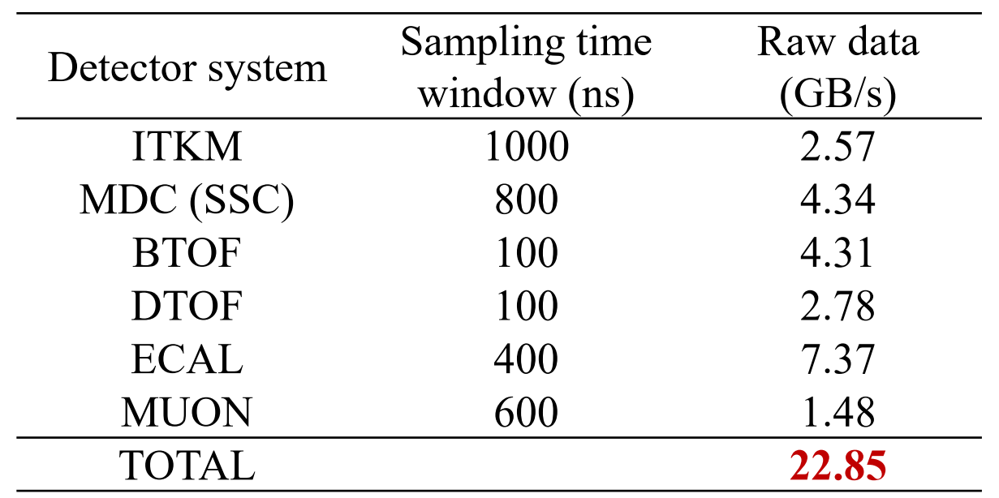 Detector system Sampling time window (ns) Raw data (GB/s)
ITKM 1000 2.57
MDC (SSC) 800 4.34
BTOF 100 4.31
DTOF 100 2.78
ECAL 400 7.37
MUON 600 1.48
TOTAL 22.85